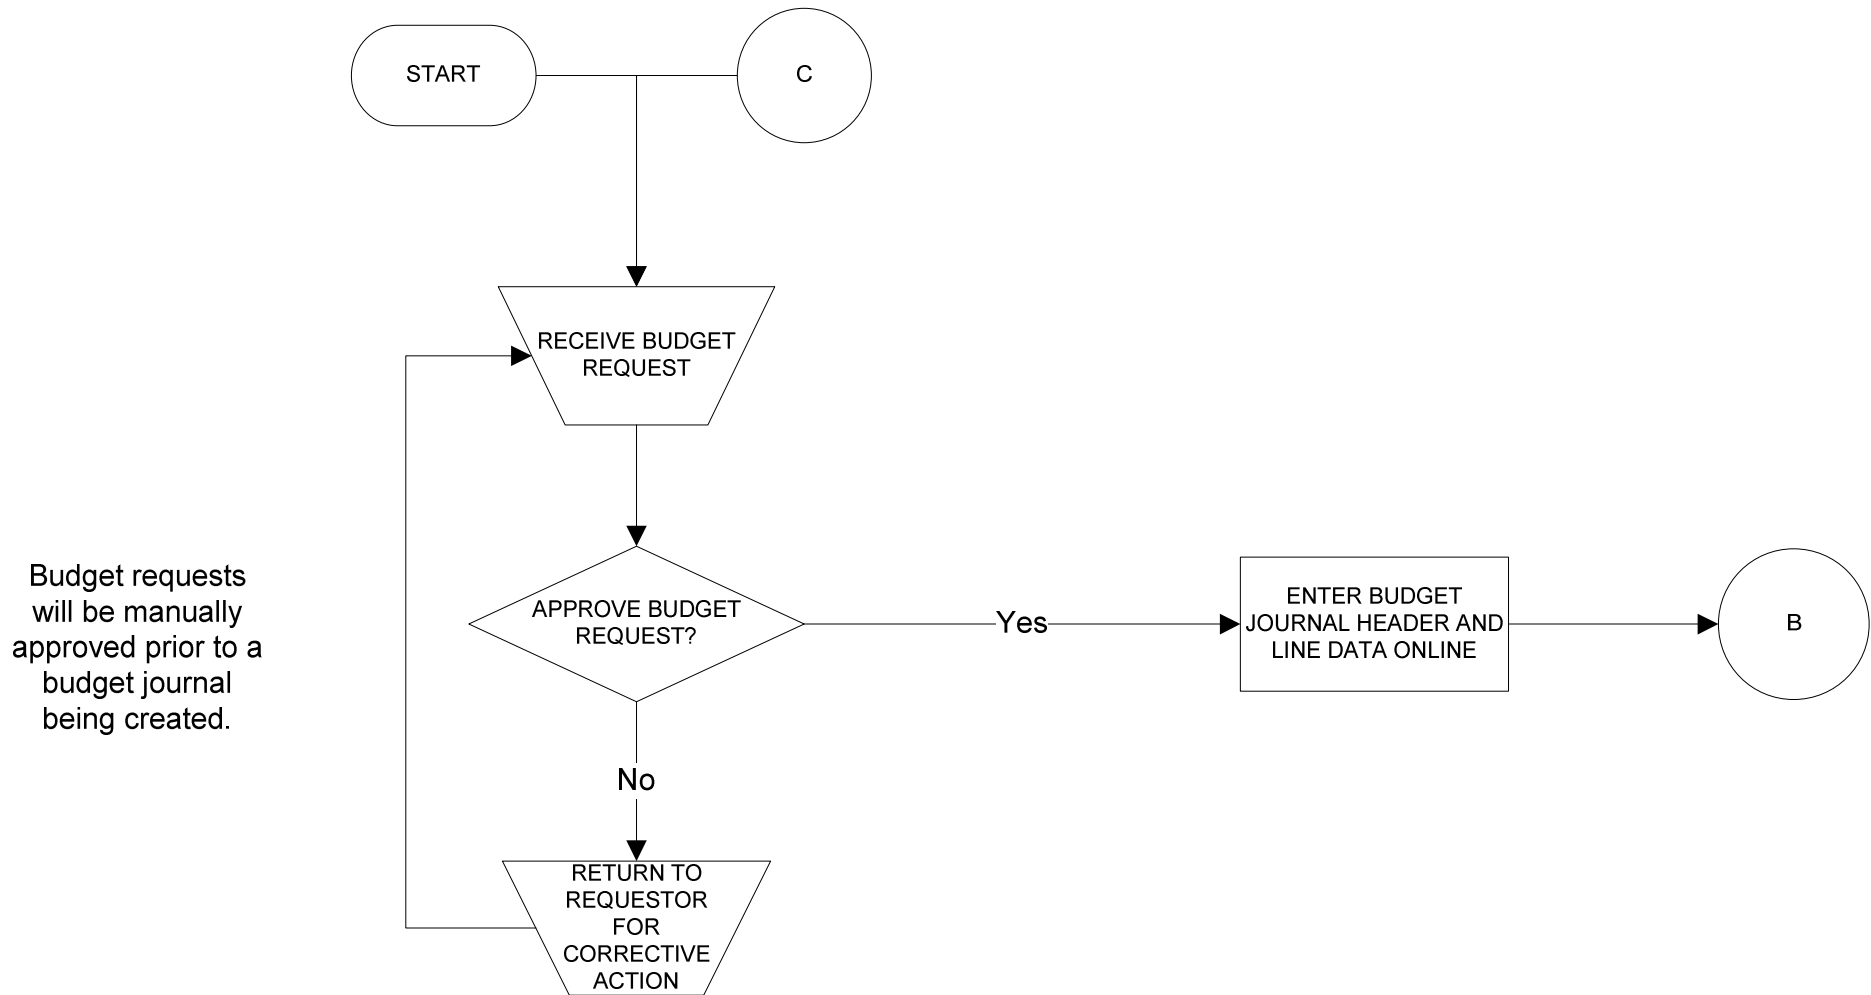 START
C
RECEIVE BUDGET
REQUEST
Budget requests
will be manually
approved prior to a
budget journal
being created.
APPROVE BUDGET
REQUEST?
Yes
ENTER BUDGET
JOURNAL HEADER AND
LINE DATA ONLINE
B
No
RETURN TO
REQUESTOR
FOR
CORRECTIVE
ACTION